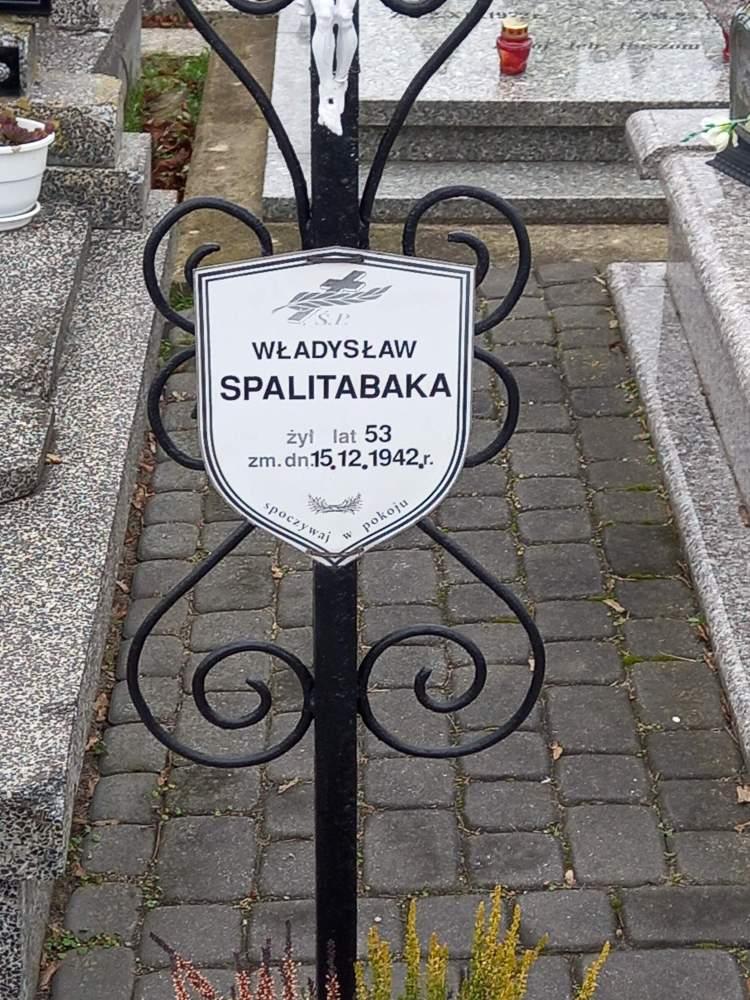 Ś.P.
WŁADYSŁAW
SPALITABAKA
żył lat 53
zm. dn. 15.12.1942.r.
spoczywaj w pokoju